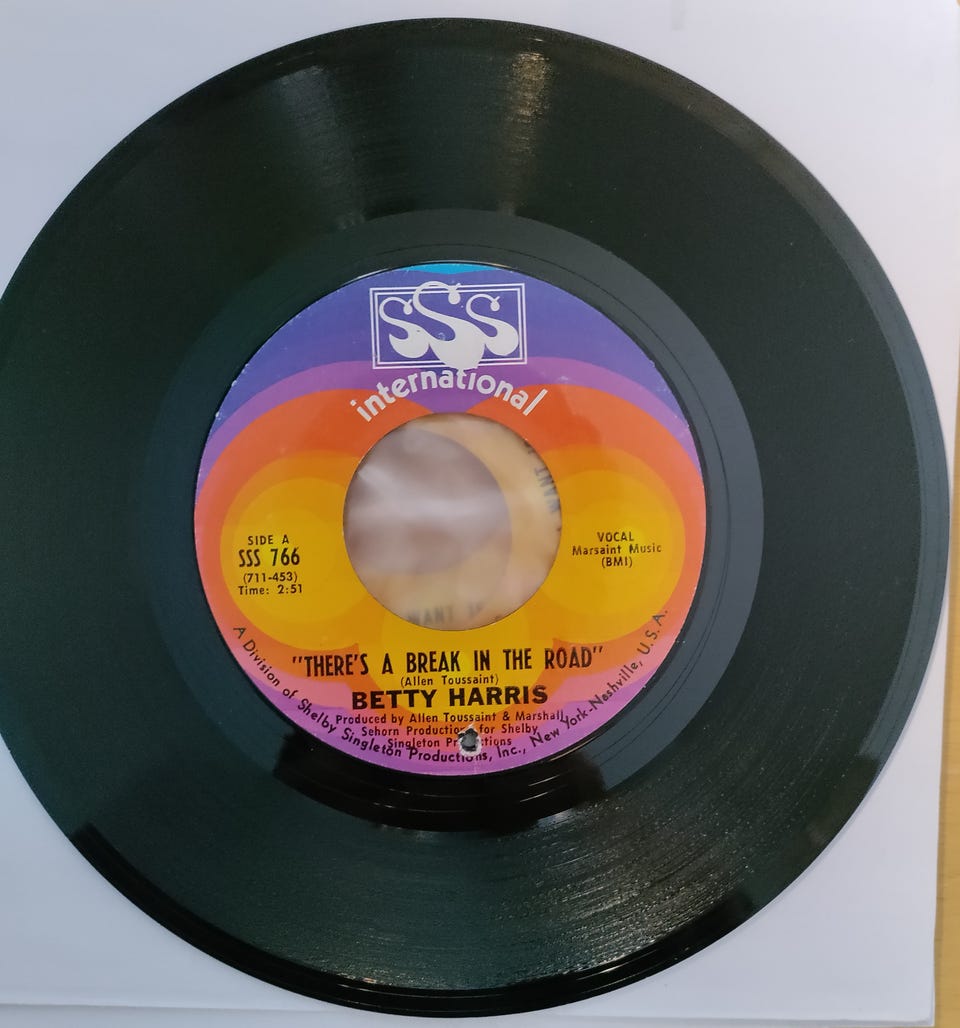 SSS
international
SIDE A
SSS 766
(711-453)
Time: 2:51
VOCAL
Marsaint Music
(BMI)
"THERE'S A BREAK IN THE ROAD"
(Allen Toussaint)
BETTY HARRIS
Produced by Allen Toussaint & Marshall
Sehorn Productions for Shelby
Singleton
A Division of Shelby Singleton Productions, Inc., New York-Nashville, U.S.A.
WANT
WANT